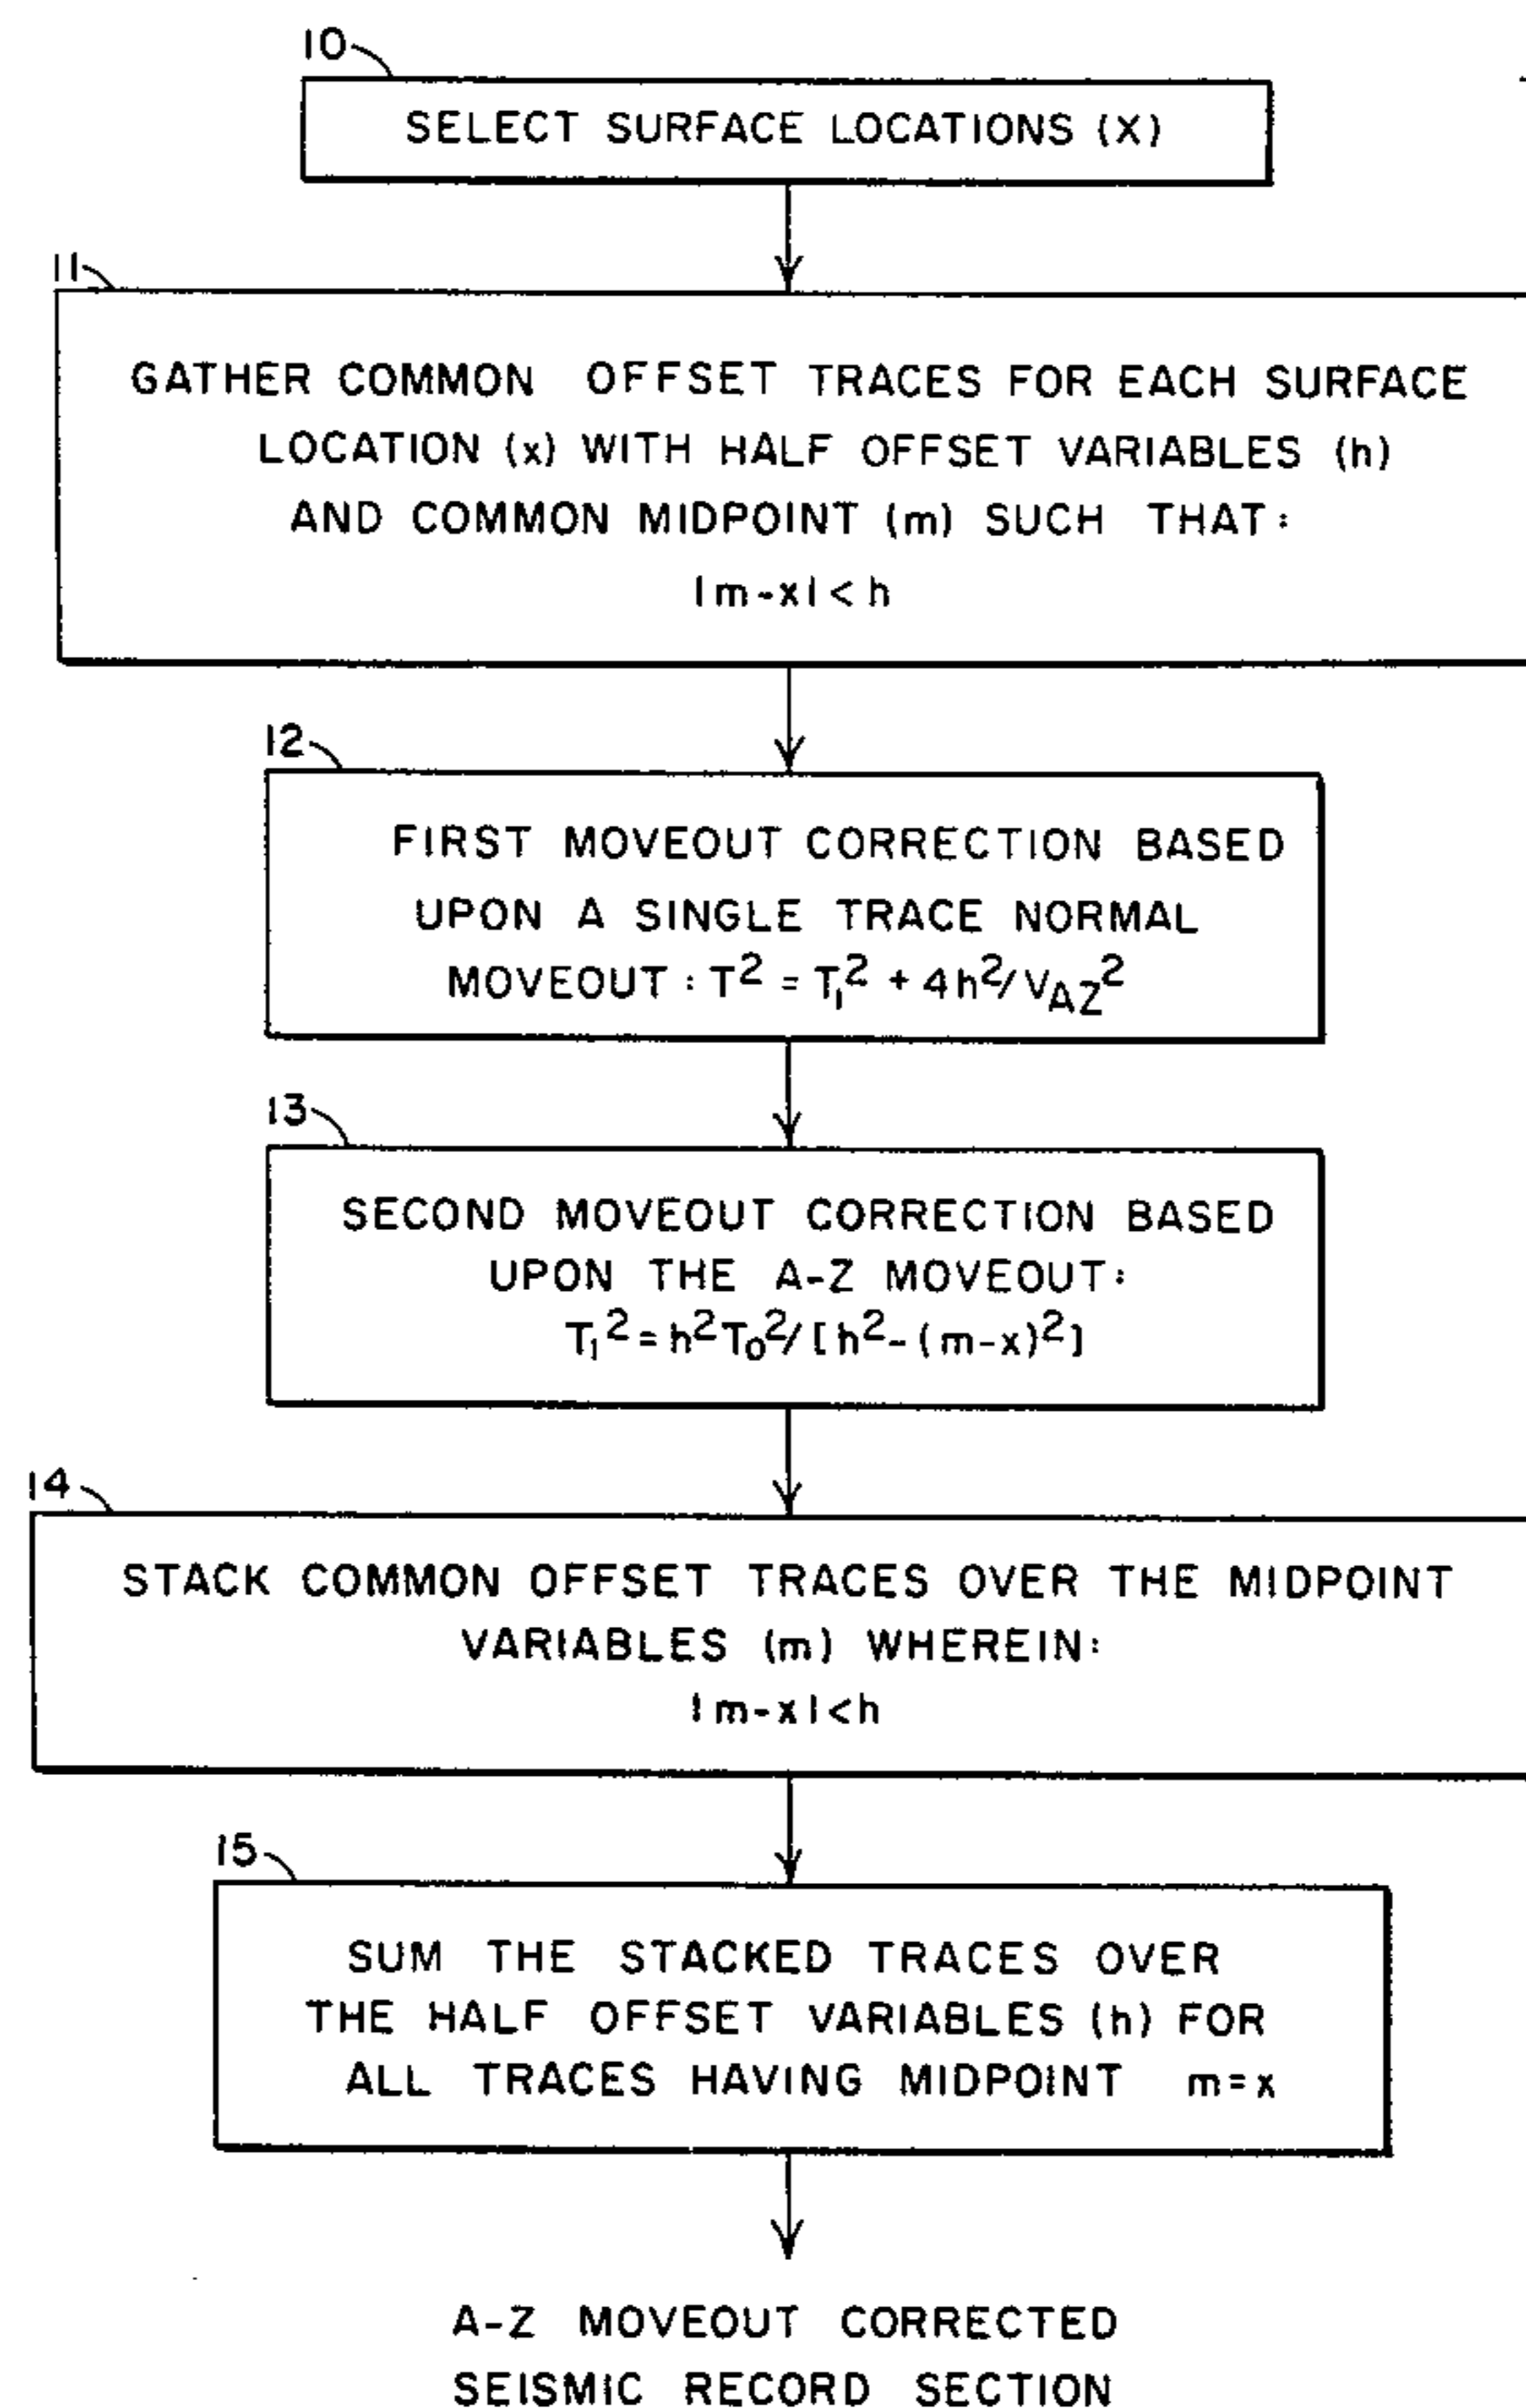 10
SELECT SURFACE LOCATIONS (X)
11
GATHER COMMON OFFSET TRACES FOR EACH SURFACE
LOCATION (x) WITH HALF OFFSET VARIABLES (h)
AND COMMON MIDPOINT (m) SUCH THAT:
|m-x|<h
12
FIRST MOVEOUT CORRECTION BASED
UPON A SINGLE TRACE NORMAL
MOVEOUT: T² = T₁² + 4h²/V_AZ²
13
SECOND MOVEOUT CORRECTION BASED
UPON THE A-Z MOVEOUT:
T₁² = h²T₀²/[h²-(m-x)²]
14
STACK COMMON OFFSET TRACES OVER THE MIDPOINT
VARIABLES (m) WHEREIN:
|m-x|<h
15
SUM THE STACKED TRACES OVER
THE HALF OFFSET VARIABLES (h) FOR
ALL TRACES HAVING MIDPOINT m=x
A-Z MOVEOUT CORRECTED
SEISMIC RECORD SECTION